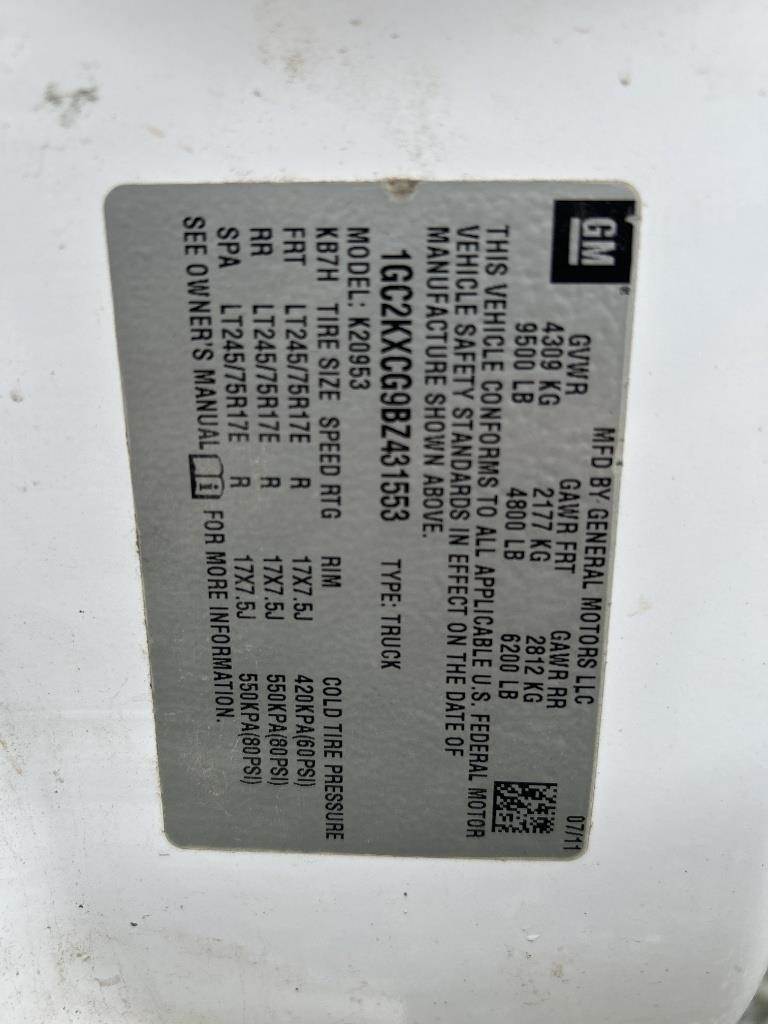 GM ®
MFD BY GENERAL MOTORS LLC 07/11
GVWR GAWR FRT GAWR RR
4309 KG 2177 KG 2812 KG
9500 LB 4800 LB 6200 LB
THIS VEHICLE CONFORMS TO ALL APPLICABLE U.S. FEDERAL MOTOR
VEHICLE SAFETY STANDARDS IN EFFECT ON THE DATE OF
MANUFACTURE SHOWN ABOVE.
1GC2KXCG9BZ431553 TYPE: TRUCK
MODEL: K20953
KB7H TIRE SIZE SPEED RTG RIM COLD TIRE PRESSURE
FRT LT245/75R17E R 17X7.5J 420KPA(60PSI)
RR LT245/75R17E R 17X7.5J 550KPA(80PSI)
SPA LT245/75R17E R 17X7.5J 550KPA(80PSI)
SEE OWNER'S MANUAL i FOR MORE INFORMATION.